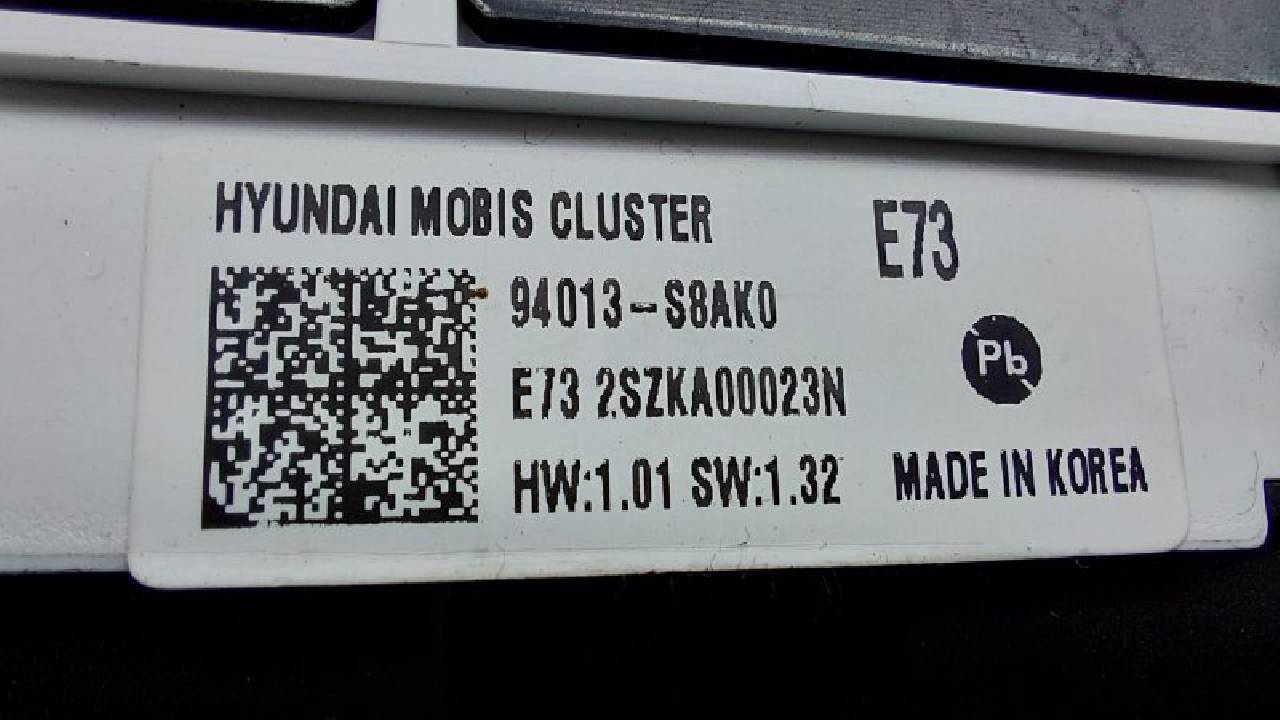 HYUNDAI MOBIS CLUSTER
E73
94013-S8AK0
Pb
E73 2SZKA00023N
HW:1.01 SW:1.32
MADE IN KOREA